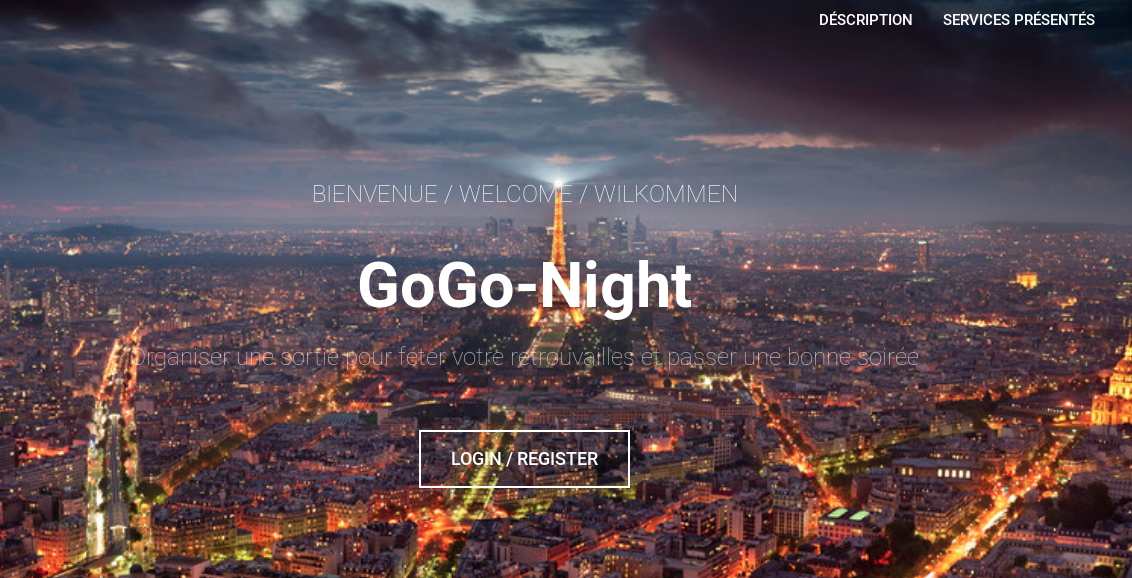 DÉSCRIPTION SERVICES PRÉSENTÉS
BIENVENUE / WELCOME / WILKOMMEN
GoGo-Night
Organiser une sortie pour féter votre retrouvailles et passer une bonne soirée
LOGIN / REGISTER